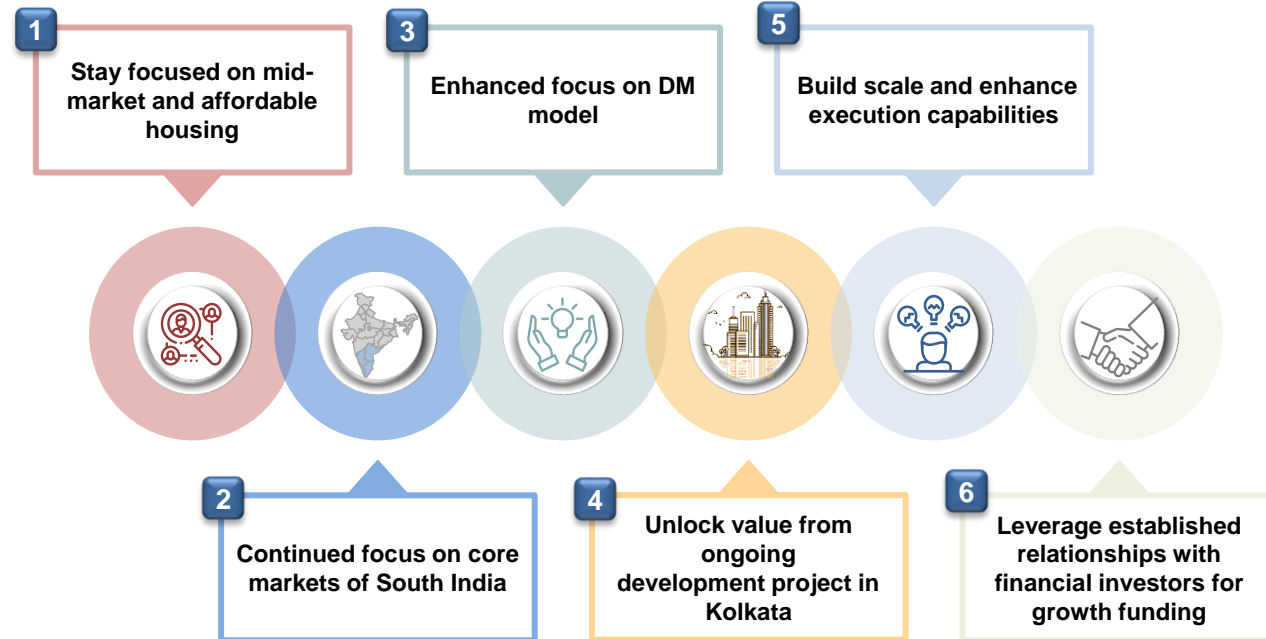 1
Stay focused on mid-
market and affordable
housing
2
Continued focus on core
markets of South India
3
Enhanced focus on DM
model
4
Unlock value from
ongoing
development project in
Kolkata
5
Build scale and enhance
execution capabilities
6
Leverage established
relationships with
financial investors for
growth funding